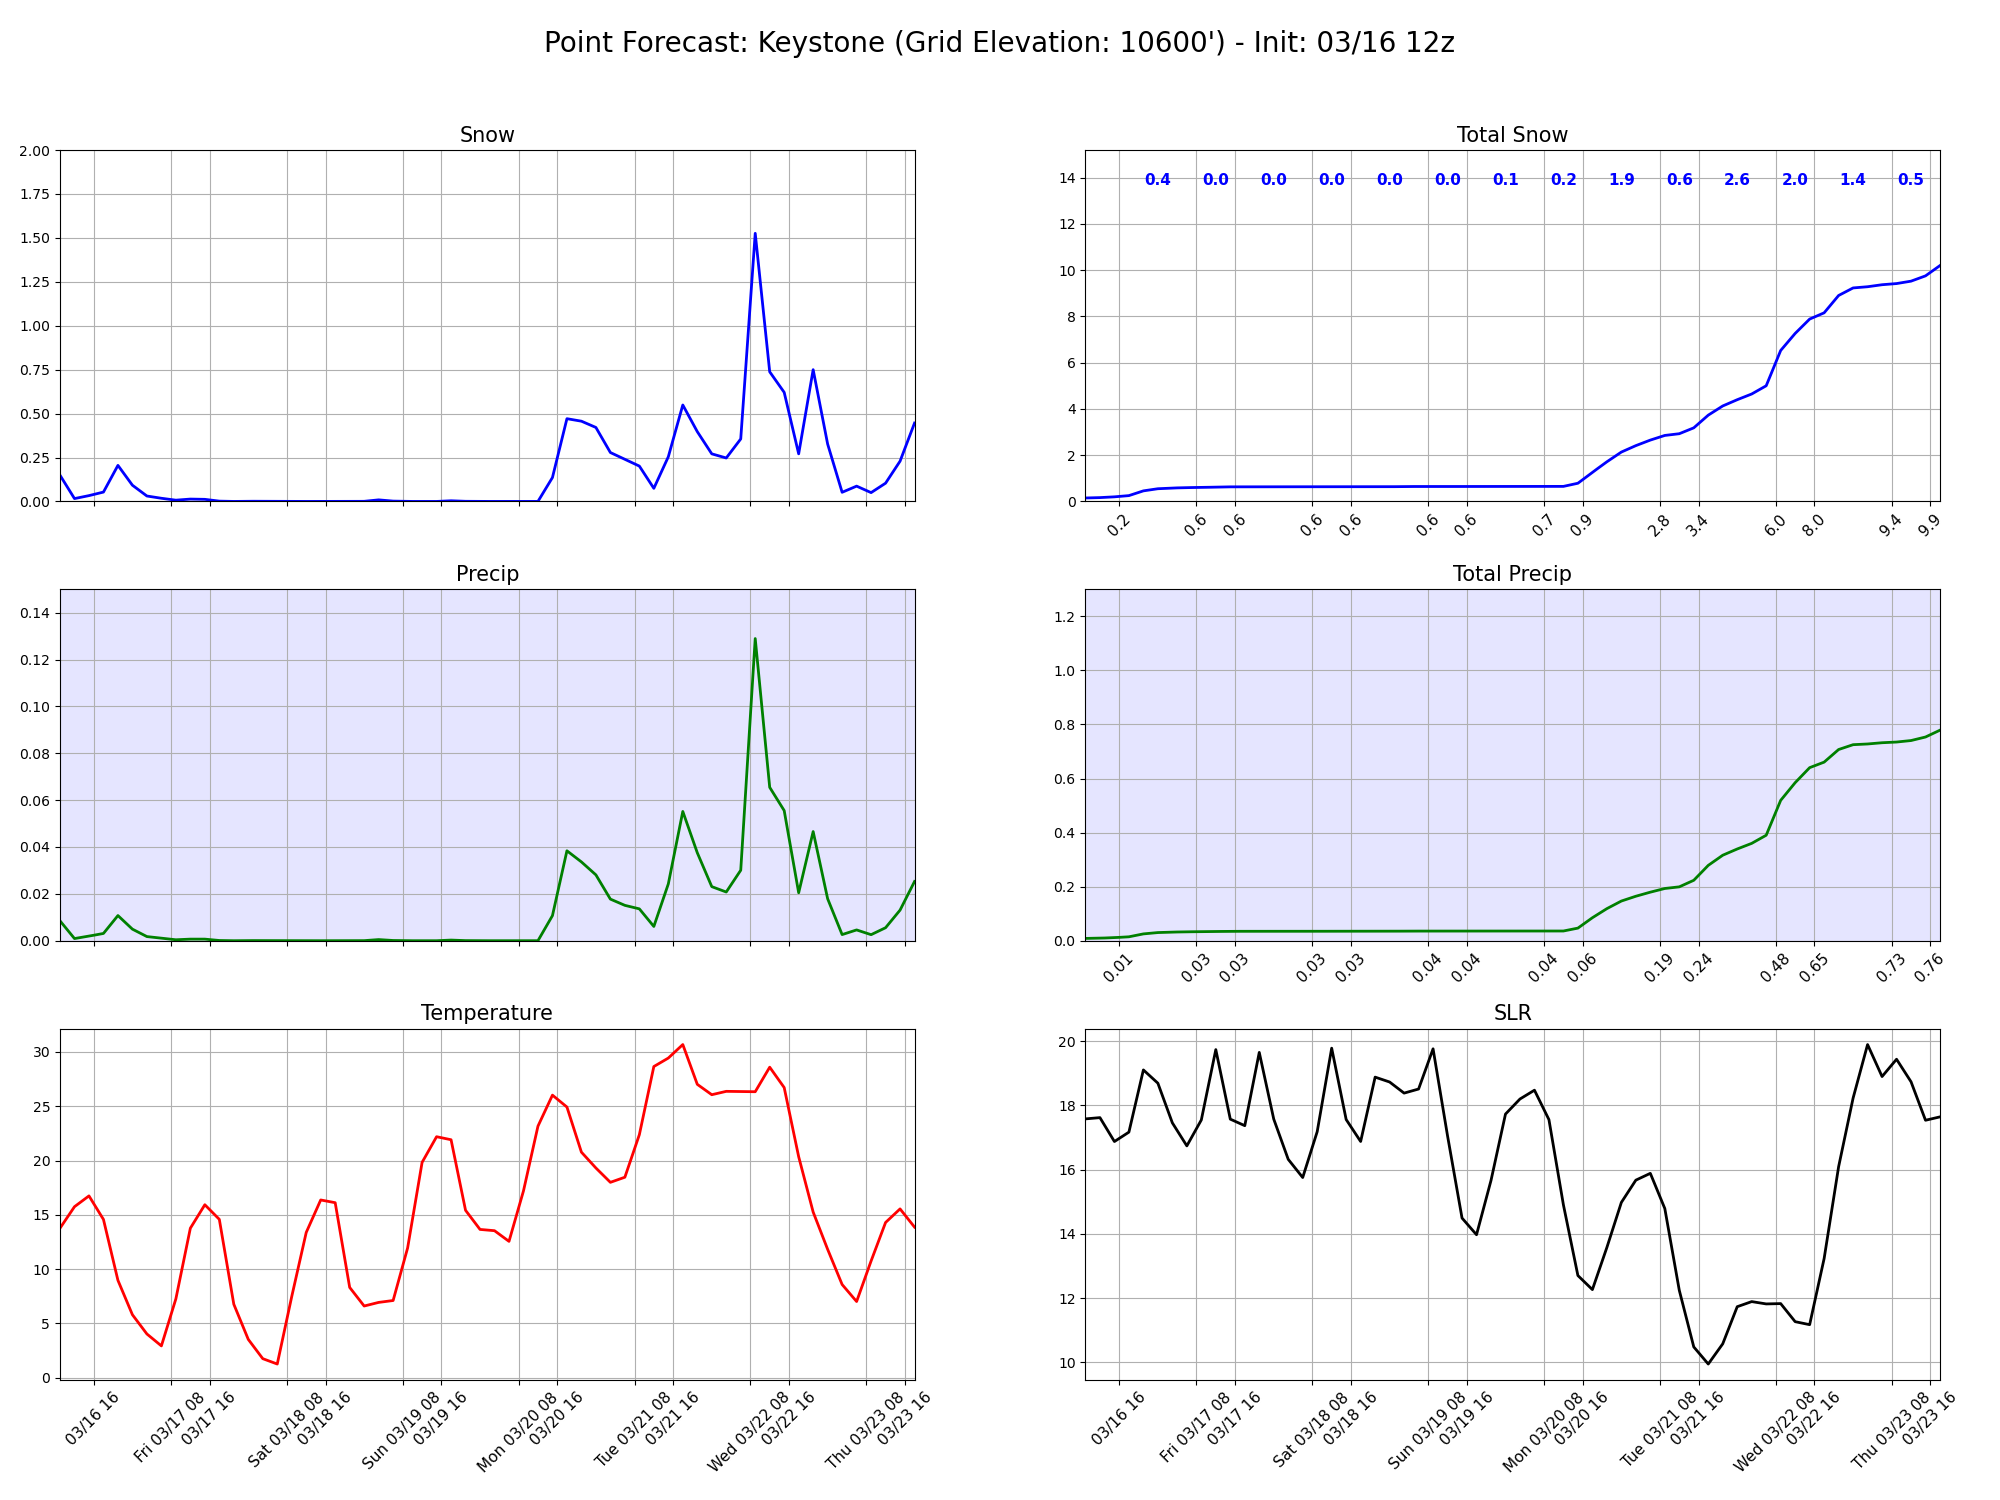 Point Forecast: Keystone (Grid Elevation: 10600') - Init: 03/16 12z
Snow
2.00
1.75
1.50
1.25
1.00
0.75
0.50
0.25
0.00
Total Snow
14
12
10
8
6
4
2
0
0.4 0.0 0.0 0.0 0.0 0.0 0.1 0.2 1.9 0.6 2.6 2.0 1.4 0.5
0.2 0.6 0.6 0.6 0.6 0.6 0.6 0.7 0.9 2.8 3.4 6.0 8.0 9.4 9.9
Precip
0.14
0.12
0.10
0.08
0.06
0.04
0.02
0.00
Total Precip
1.2
1.0
0.8
0.6
0.4
0.2
0.0
0.01 0.03 0.03 0.03 0.03 0.04 0.04 0.04 0.06 0.19 0.24 0.48 0.65 0.73 0.76
Temperature
30
25
20
15
10
5
0
03/16 16
Fri 03/17 08
03/17 16
Sat 03/18 08
03/18 16
Sun 03/19 08
03/19 16
Mon 03/20 08
03/20 16
Tue 03/21 08
03/21 16
Wed 03/22 08
03/22 16
Thu 03/23 08
03/23 16
SLR
20
18
16
14
12
10
03/16 16
Fri 03/17 08
03/17 16
Sat 03/18 08
03/18 16
Sun 03/19 08
03/19 16
Mon 03/20 08
03/20 16
Tue 03/21 08
03/21 16
Wed 03/22 08
03/22 16
Thu 03/23 08
03/23 16